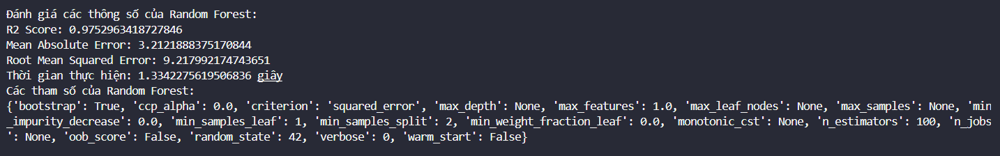 Đánh giá các thông số của Random Forest:
R2 Score: 0.9752963418727846
Mean Absolute Error: 3.2121888375170844
Root Mean Squared Error: 9.217992174743651
Thời gian thực hiện: 1.3342275619506836 giây
Các tham số của Random Forest:
{'bootstrap': True, 'ccp_alpha': 0.0, 'criterion': 'squared_error', 'max_depth': None, 'max_features': 1.0, 'max_leaf_nodes': None, 'max_samples': None, 'min
_impurity_decrease': 0.0, 'min_samples_leaf': 1, 'min_samples_split': 2, 'min_weight_fraction_leaf': 0.0, 'monotonic_cst': None, 'n_estimators': 100, 'n_jobs
': None, 'oob_score': False, 'random_state': 42, 'verbose': 0, 'warm_start': False}